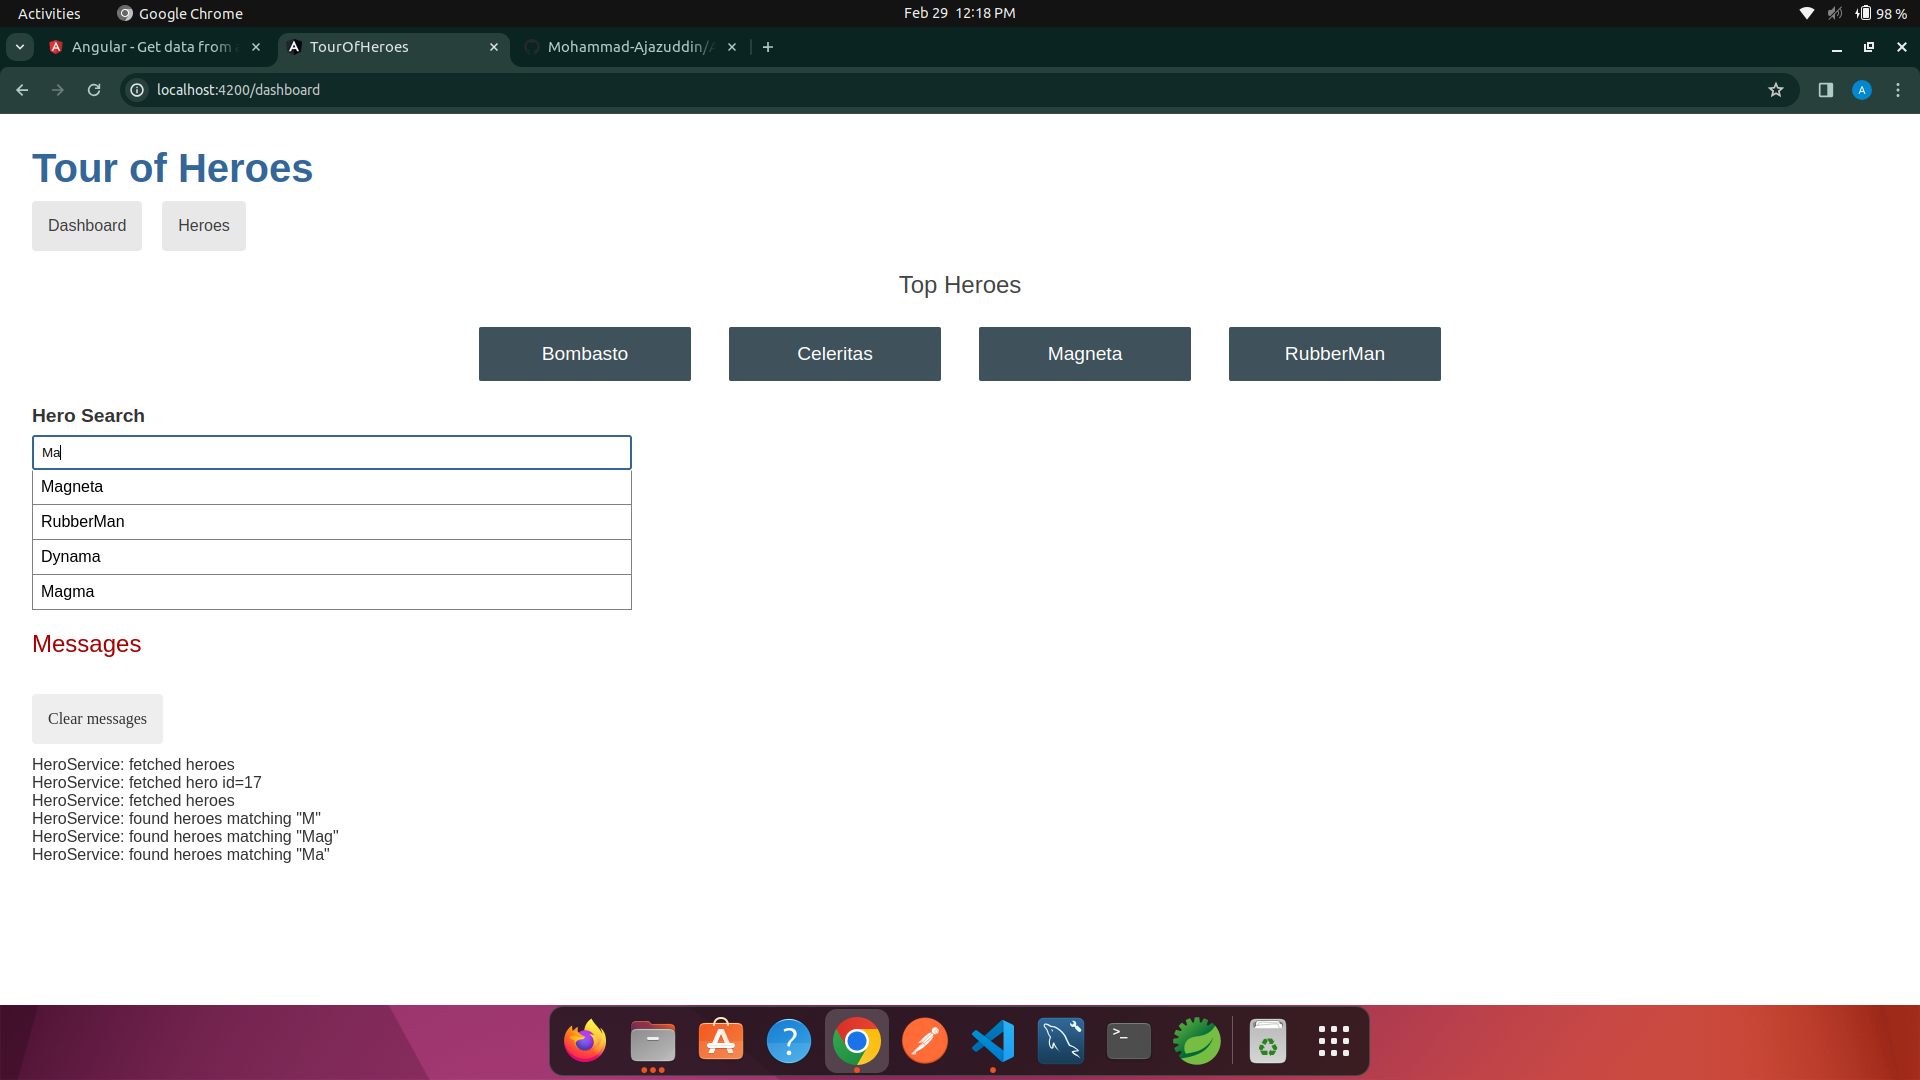 Activities Google Chrome Feb 29 12:18 PM 98 %
Angular - Get data from TourOfHeroes Mohammad-Ajazuddin/
localhost:4200/dashboard A
Tour of Heroes
Dashboard Heroes
Top Heroes
Bombasto Celeritas Magneta RubberMan
Hero Search
Ma
Magneta
RubberMan
Dynama
Magma
Messages
Clear messages
HeroService: fetched heroes
HeroService: fetched hero id=17
HeroService: fetched heroes
HeroService: found heroes matching "M"
HeroService: found heroes matching "Mag"
HeroService: found heroes matching "Ma"